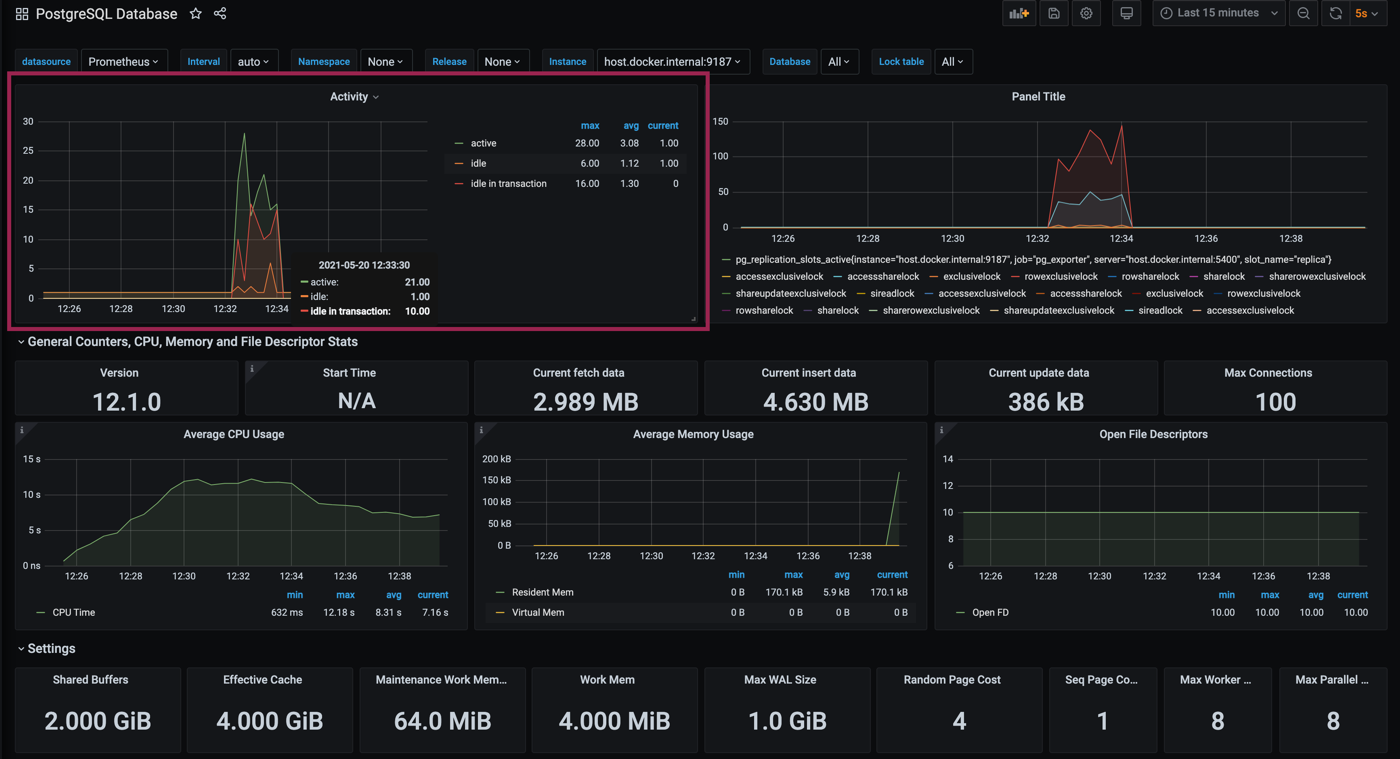 PostgreSQL Database
Last 15 minutes 5s
datasource Prometheus Interval auto Namespace None Release None Instance host.docker.internal:9187 Database All Lock table All
Activity
30
25
20
15
10
5
0
12:26 12:28 12:30 12:32 12:34
max avg current
active 28.00 3.08 1.00
idle 6.00 1.12 1.00
idle in transaction 16.00 1.30 0
2021-05-20 12:33:30
active: 21.00
idle: 1.00
idle in transaction: 10.00
Panel Title
150
100
50
0
12:26 12:28 12:30 12:32 12:34 12:36 12:38
pg_replication_slots_active{instance="host.docker.internal:9187", job="pg_exporter", server="host.docker.internal:5400", slot_name="replica"}
accessexclusivelock accesssharelock exclusivelock rowexclusivelock rowsharelock sharelock sharerowexclusivelock
shareupdateexclusivelock sireadlock accessexclusivelock accesssharelock exclusivelock rowexclusivelock
rowsharelock sharelock sharerowexclusivelock shareupdateexclusivelock sireadlock accessexclusivelock
General Counters, CPU, Memory and File Descriptor Stats
Version
12.1.0
i
Start Time
N/A
Current fetch data
2.989 MB
Current insert data
4.630 MB
Current update data
386 kB
Max Connections
100
i
Average CPU Usage
15 s
10 s
5 s
0 ns
12:26 12:28 12:30 12:32 12:34 12:36 12:38
min max avg current
CPU Time 632 ms 12.18 s 8.31 s 7.16 s
i
Average Memory Usage
200 kB
150 kB
100 kB
50 kB
0 B
12:26 12:28 12:30 12:32 12:34 12:36 12:38
min max avg current
Resident Mem 0 B 170.1 kB 5.9 kB 170.1 kB
Virtual Mem 0 B 0 B 0 B 0 B
i
Open File Descriptors
14
12
10
8
6
12:26 12:28 12:30 12:32 12:34 12:36 12:38
min max avg current
Open FD 10.00 10.00 10.00 10.00
Settings
Shared Buffers
2.000 GiB
Effective Cache
4.000 GiB
Maintenance Work Mem...
64.0 MiB
Work Mem
4.000 MiB
Max WAL Size
1.0 GiB
Random Page Cost
4
Seq Page Co...
1
Max Worker ...
8
Max Parallel ...
8